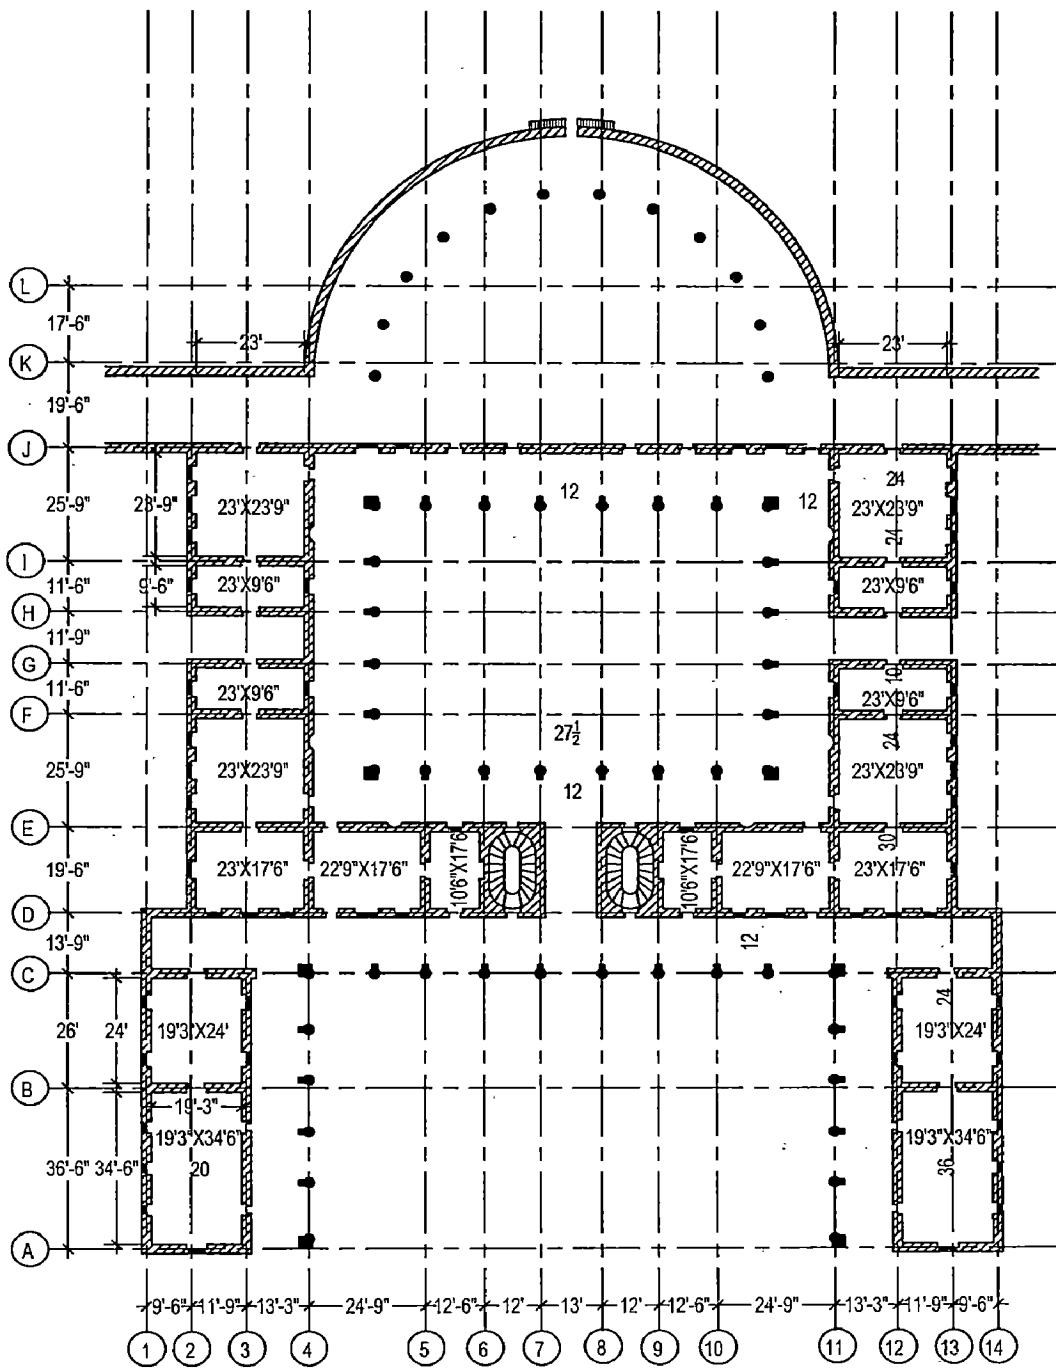 L
17'-6"
23'
23'
K
19'-6"
J
25'-9"
23'-9"
23'X23'9"
12
12
24
23'X23'9"
24
I
11'-6"
9'-6"
23'X9'6"
23'X9'6"
H
11'-9"
G
11'-6"
23'X9'6"
10
23'X9'6"
F
27½
24
25'-9"
23'X23'9"
12
23'X23'9"
E
19'-6"
23'X17'6"
22'9"X17'6"
10'6"X17'6
10'6"X17'6
22'9"X17'6"
30
23'X17'6"
D
13'-9"
12
C
26'
24'
19'3"X24'
24
19'3"X24'
B
19'-3"
36'-6"
34'-6"
19'3"X34'6"
20
19'3"X34'6"
36
A
9'-6"
11'-9"
13'-3"
24'-9"
12'-6"
12'
13'
12'
12'-6"
24'-9"
13'-3"
11'-9"
9'-6"
1
2
3
4
5
6
7
8
9
10
11
12
13
14